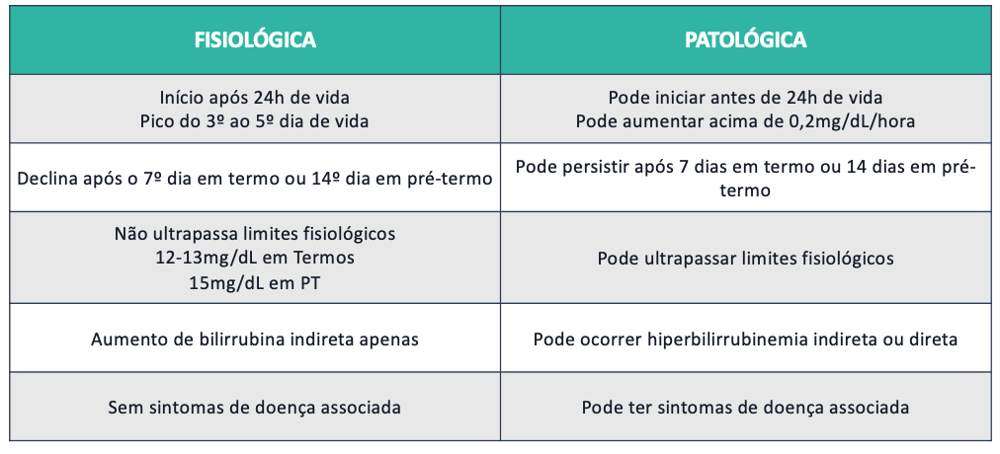 FISIOLÓGICA
PATOLÓGICA
Início após 24h de vida
Pico do 3º ao 5º dia de vida
Pode iniciar antes de 24h de vida
Pode aumentar acima de 0,2mg/dL/hora
Declina após o 7º dia em termo ou 14º dia em pré-termo
Pode persistir após 7 dias em termo ou 14 dias em pré-
termo
Não ultrapassa limites fisiológicos
12-13mg/dL em Termos
15mg/dL em PT
Pode ultrapassar limites fisiológicos
Aumento de bilirrubina indireta apenas
Pode ocorrer hiperbilirrubinemia indireta ou direta
Sem sintomas de doença associada
Pode ter sintomas de doença associada